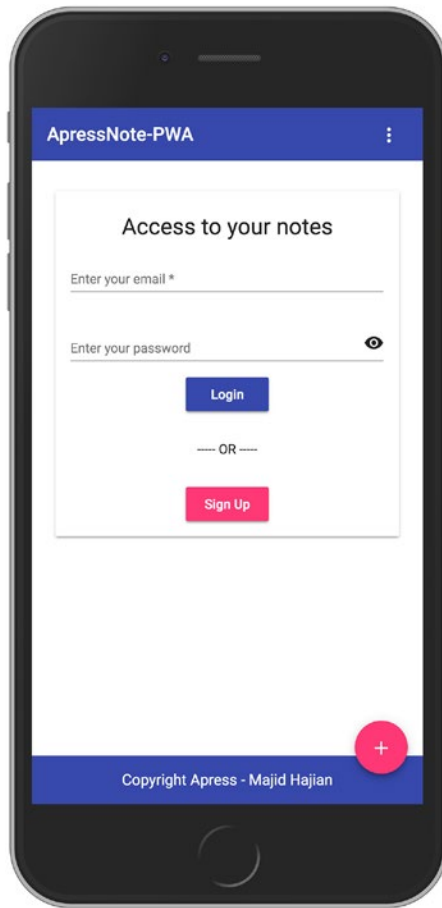 ApressNote-PWA
Access to your notes
Enter your email *
Enter your password
Login
----- OR -----
Sign Up
+
Copyright Apress - Majid Hajian